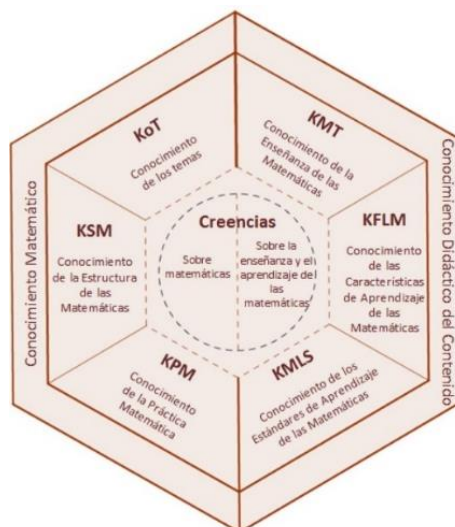 KoT
Conocimiento
de los temas
KMT
Conocimiento de la
Enseñanza de las
Matemáticas
Conocimiento Matemático
KSM
Conocimiento
de la Estructura
de las
Matemáticas
Creencias
Sobre
matemáticas
Sobre la
enseñanza y el
aprendizaje de
las
matemáticas
KFLM
Conocimiento
de las
Características
de Aprendizaje
de las
Matemáticas
Conocimiento Didáctico del Contenido
KPM
Conocimiento
de la Práctica
Matemática
KMLS
Conocimiento de los
Estándares de Aprendizaje
de las Matemáticas